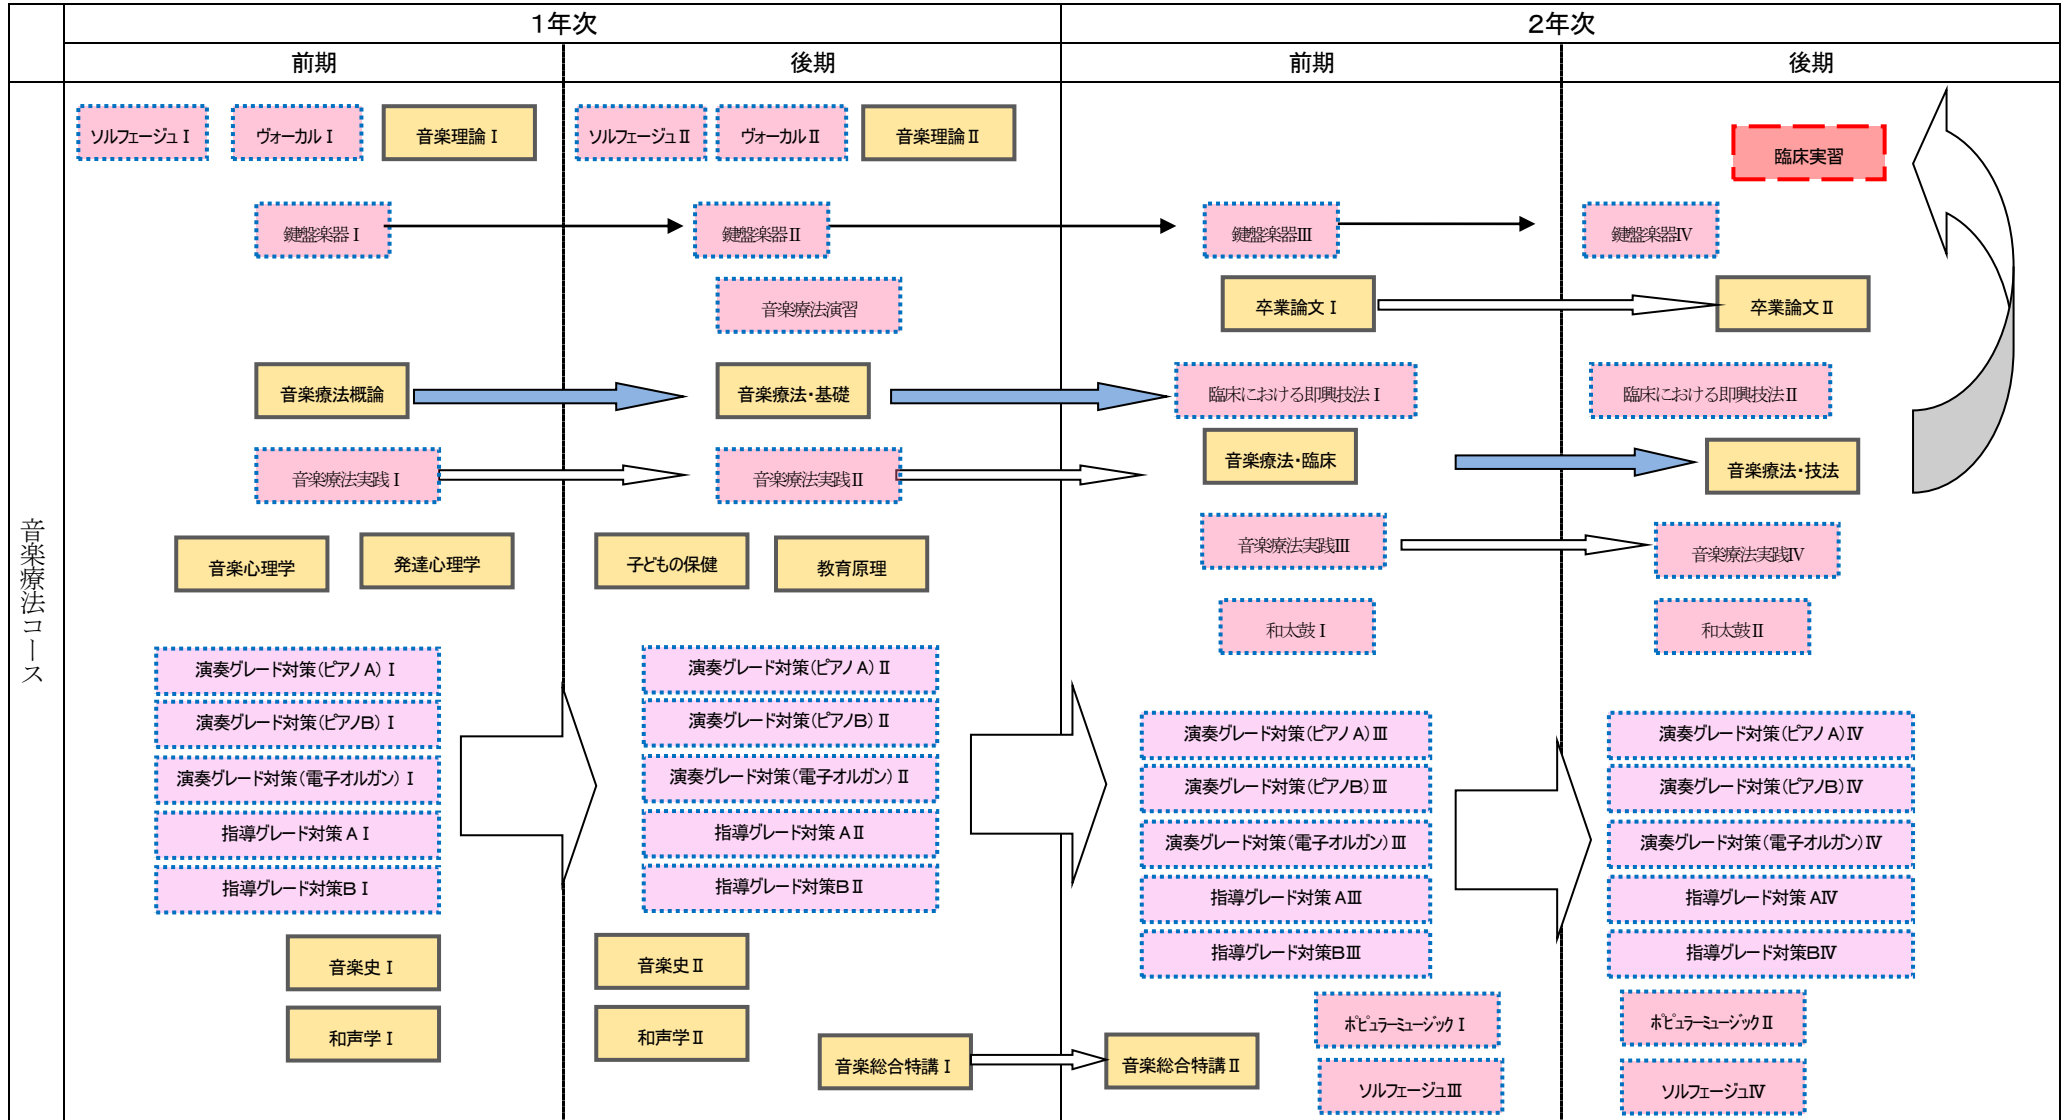 1年次
2年次
前期
後期
前期
後期
音楽療法コース
ソルフェージュⅠ
ヴォーカルⅠ
音楽理論Ⅰ
ソルフェージュⅡ
ヴォーカルⅡ
音楽理論Ⅱ
臨床実習
鍵盤楽器Ⅰ
鍵盤楽器Ⅱ
鍵盤楽器Ⅲ
鍵盤楽器Ⅳ
音楽療法演習
卒業論文Ⅰ
卒業論文Ⅱ
音楽療法概論
音楽療法・基礎
臨床における即興技法Ⅰ
臨床における即興技法Ⅱ
音楽療法・臨床
音楽療法・技法
音楽療法実践Ⅰ
音楽療法実践Ⅱ
音楽療法実践Ⅲ
音楽療法実践Ⅳ
音楽心理学
発達心理学
子どもの保健
教育原理
和太鼓Ⅰ
和太鼓Ⅱ
演奏グレード対策(ピアノA)Ⅰ
演奏グレード対策(ピアノB)Ⅰ
演奏グレード対策(電子オルガン)Ⅰ
指導グレード対策AⅠ
指導グレード対策BⅠ
演奏グレード対策(ピアノA)Ⅱ
演奏グレード対策(ピアノB)Ⅱ
演奏グレード対策(電子オルガン)Ⅱ
指導グレード対策AⅡ
指導グレード対策BⅡ
演奏グレード対策(ピアノA)Ⅲ
演奏グレード対策(ピアノB)Ⅲ
演奏グレード対策(電子オルガン)Ⅲ
指導グレード対策AⅢ
指導グレード対策BⅢ
演奏グレード対策(ピアノA)Ⅳ
演奏グレード対策(ピアノB)Ⅳ
演奏グレード対策(電子オルガン)Ⅳ
指導グレード対策AⅣ
指導グレード対策BⅣ
音楽史Ⅰ
音楽史Ⅱ
和声学Ⅰ
和声学Ⅱ
音楽総合特講Ⅰ
音楽総合特講Ⅱ
ポピュラーミュージックⅠ
ポピュラーミュージックⅡ
ソルフェージュⅢ
ソルフェージュⅣ